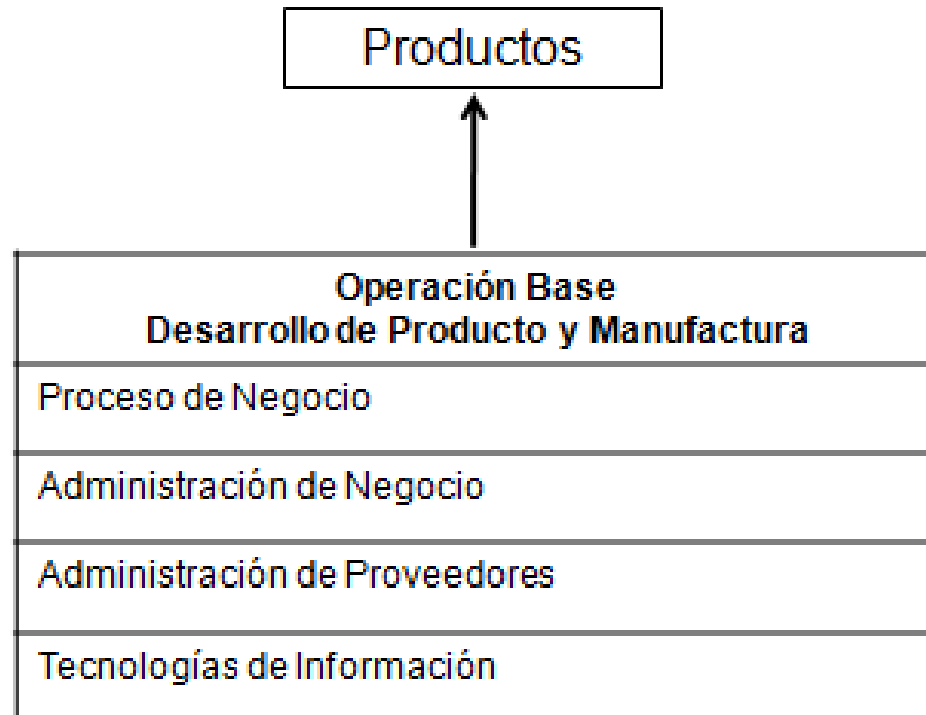 Productos
Operación Base
Desarrollo de Producto y Manufactura
Proceso de Negocio
Administración de Negocio
Administración de Proveedores
Tecnologías de Información